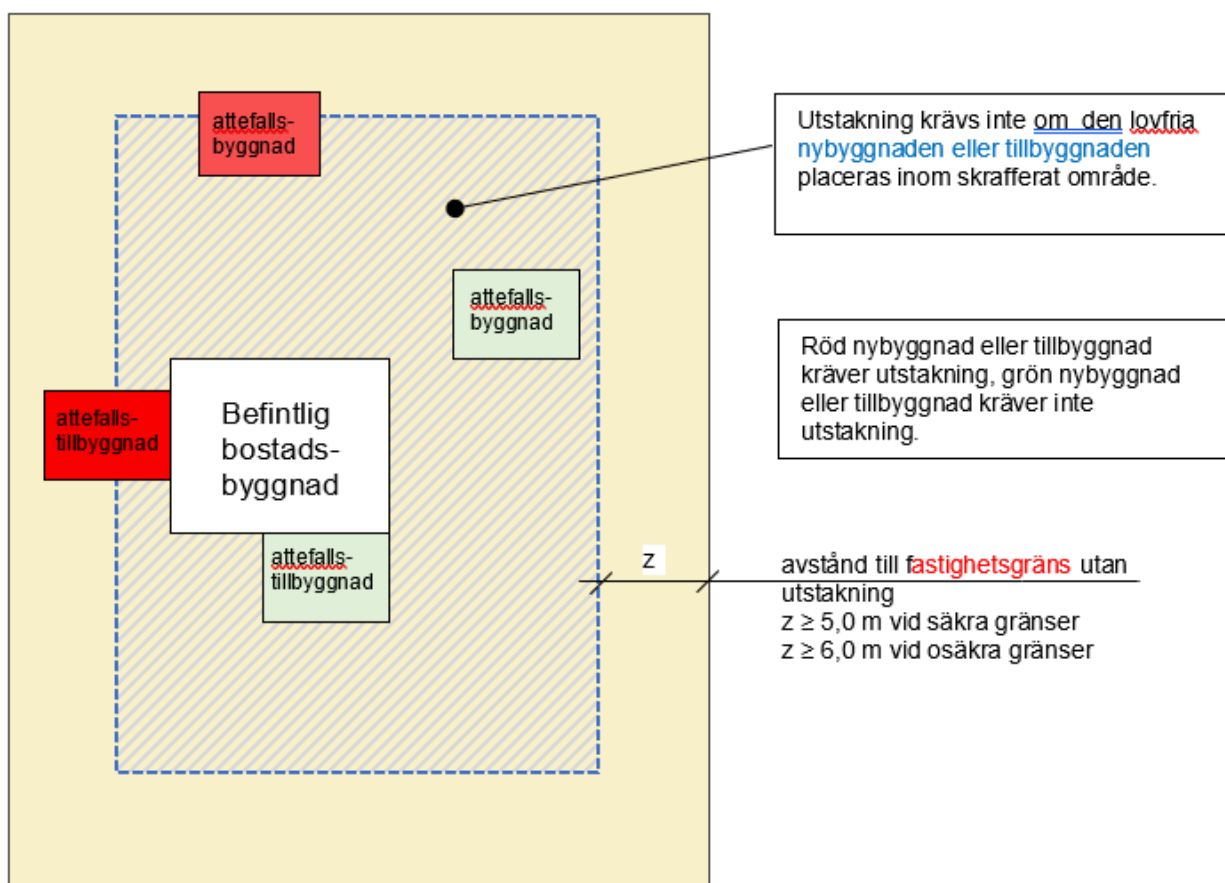 attefalls-
byggnad
Utstakning krävs inte om den lovfria
nybyggnaden eller tillbyggnaden
placeras inom skrafferat område.
attefalls-
byggnad
Röd nybyggnad eller tillbyggnad
kräver utstakning, grön nybyggnad
eller tillbyggnad kräver inte
utstakning.
attefalls-
tillbyggnad
Befintlig
bostads-
byggnad
attefalls-
tillbyggnad
z
avstånd till fastighetsgräns utan
utstakning
z ≥ 5,0 m vid säkra gränser
z ≥ 6,0 m vid osäkra gränser